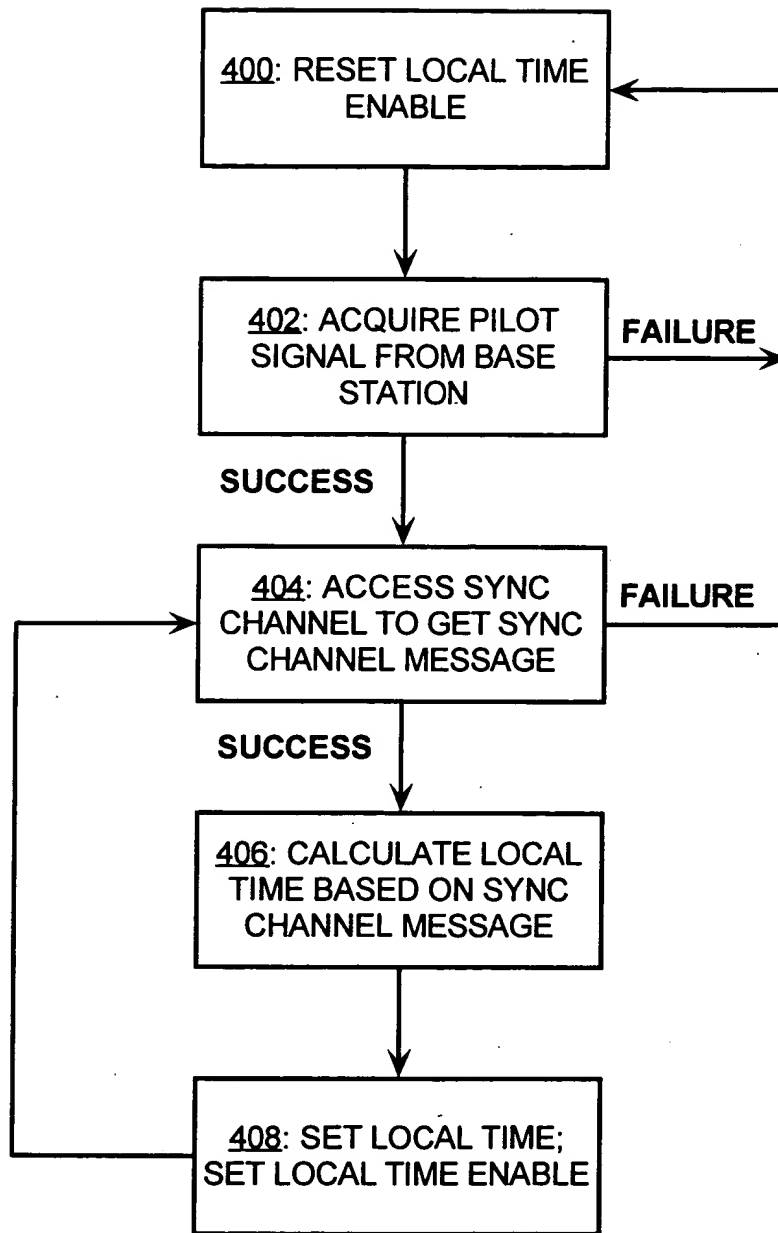 400: RESET LOCAL TIME
ENABLE
402: ACQUIRE PILOT
SIGNAL FROM BASE
STATION
FAILURE
SUCCESS
404: ACCESS SYNC
CHANNEL TO GET SYNC
CHANNEL MESSAGE
FAILURE
SUCCESS
406: CALCULATE LOCAL
TIME BASED ON SYNC
CHANNEL MESSAGE
408: SET LOCAL TIME;
SET LOCAL TIME ENABLE